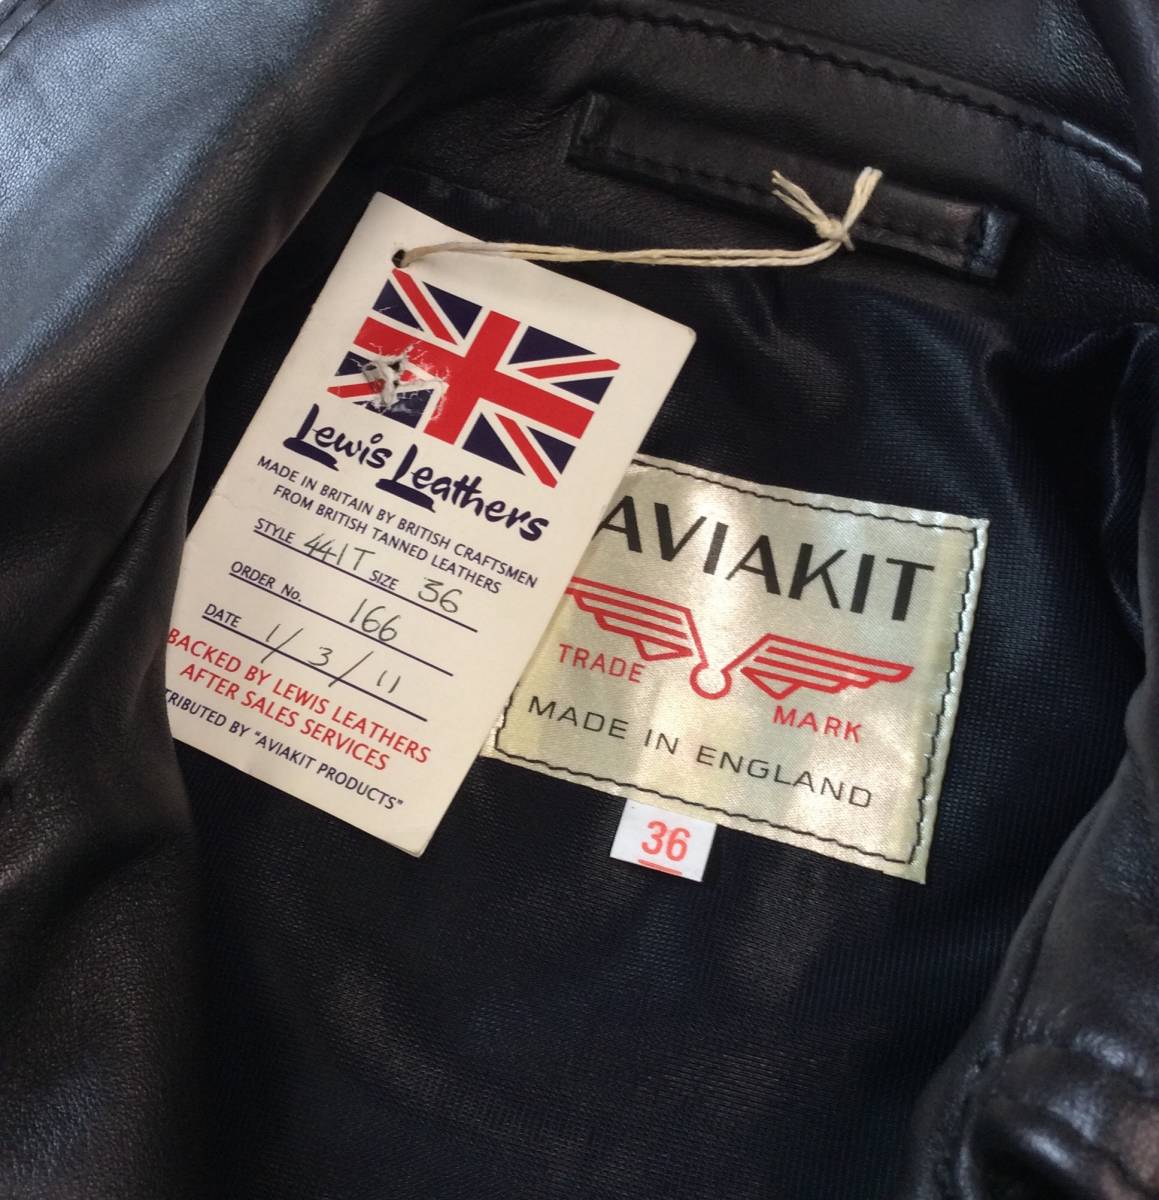 Lewis Leathers
MADE IN BRITAIN BY BRITISH CRAFTSMEN
FROM BRITISH TANNED LEATHERS
STYLE 441T SIZE 36
ORDER No. 166
DATE 1/3/11
BACKED BY LEWIS LEATHERS
AFTER SALES SERVICES
TRIBUTED BY "AVIAKIT PRODUCTS"
AVIAKIT
TRADE MARK
MADE IN ENGLAND
36